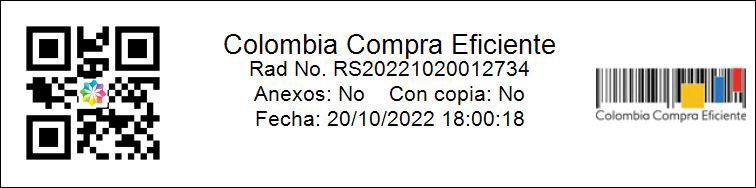 Colombia Compra Eficiente
Rad No. RS20221020012734
Anexos: No    Con copia: No
Fecha: 20/10/2022 18:00:18
Colombia Compra Eficiente